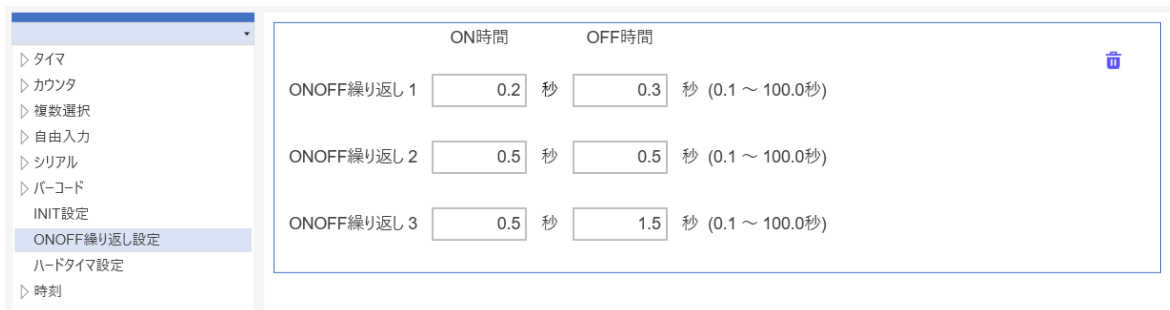 タイマ
カウンタ
複数選択
自由入力
シリアル
バーコード
INIT設定
ONOFF繰り返し設定
ハードタイマ設定
時刻
ON時間 OFF時間
ONOFF繰り返し1 0.2 秒 0.3 秒 (0.1 ～ 100.0秒)
ONOFF繰り返し2 0.5 秒 0.5 秒 (0.1 ～ 100.0秒)
ONOFF繰り返し3 0.5 秒 1.5 秒 (0.1 ～ 100.0秒)